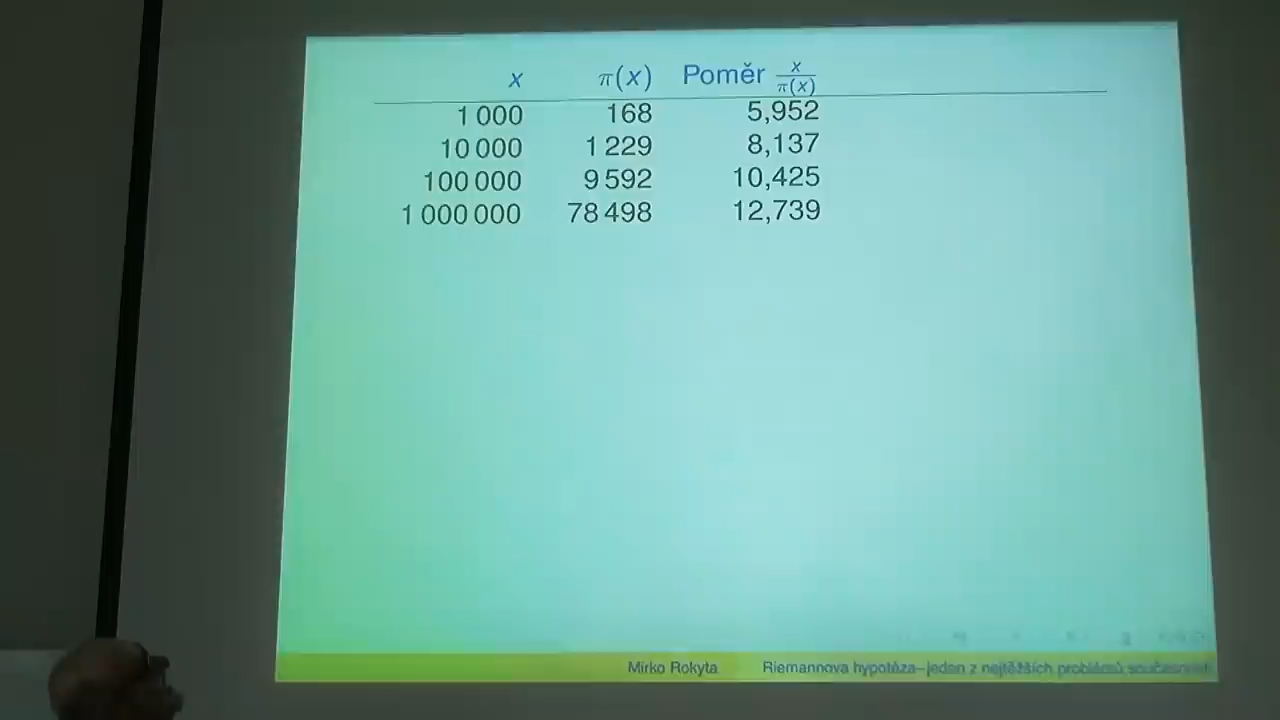 x π(x) Poměr x/π(x)
1 000 168 5,952
10 000 1 229 8,137
100 000 9 592 10,425
1 000 000 78 498 12,739
Mirko Rokyta Riemannova hypotéza–jeden z nejtěžších problémů současnosti